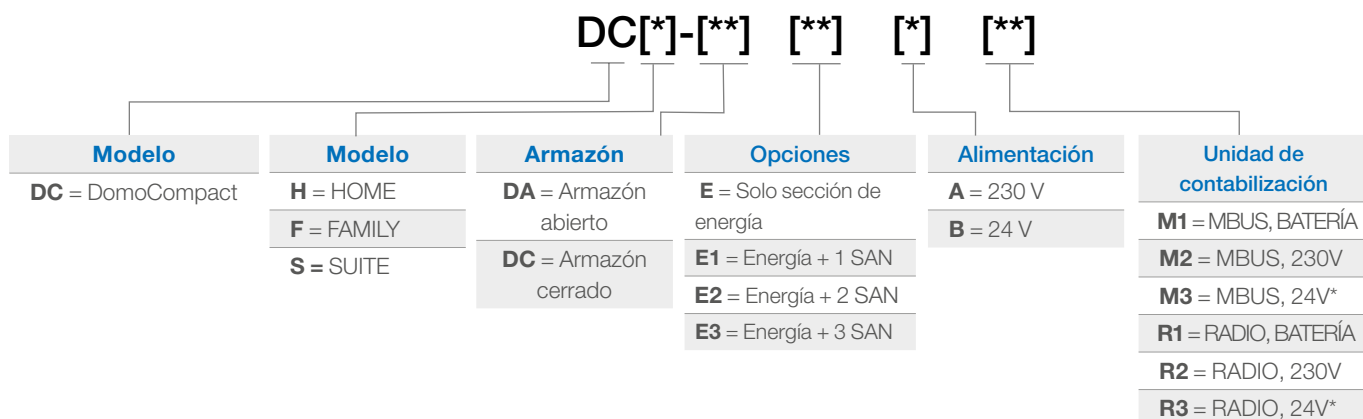 DC[*]-[**] [**] [*] [**]
Modelo
DC = DomoCompact
Modelo
H = HOME
F = FAMILY
S = SUITE
Armazón
DA = Armazón
abierto
DC = Armazón
cerrado
Opciones
E = Solo sección de
energía
E1 = Energía + 1 SAN
E2 = Energía + 2 SAN
E3 = Energía + 3 SAN
Alimentación
A = 230 V
B = 24 V
Unidad de
contabilización
M1 = MBUS, BATERÍA
M2 = MBUS, 230V
M3 = MBUS, 24V*
R1 = RADIO, BATERÍA
R2 = RADIO, 230V
R3 = RADIO, 24V*